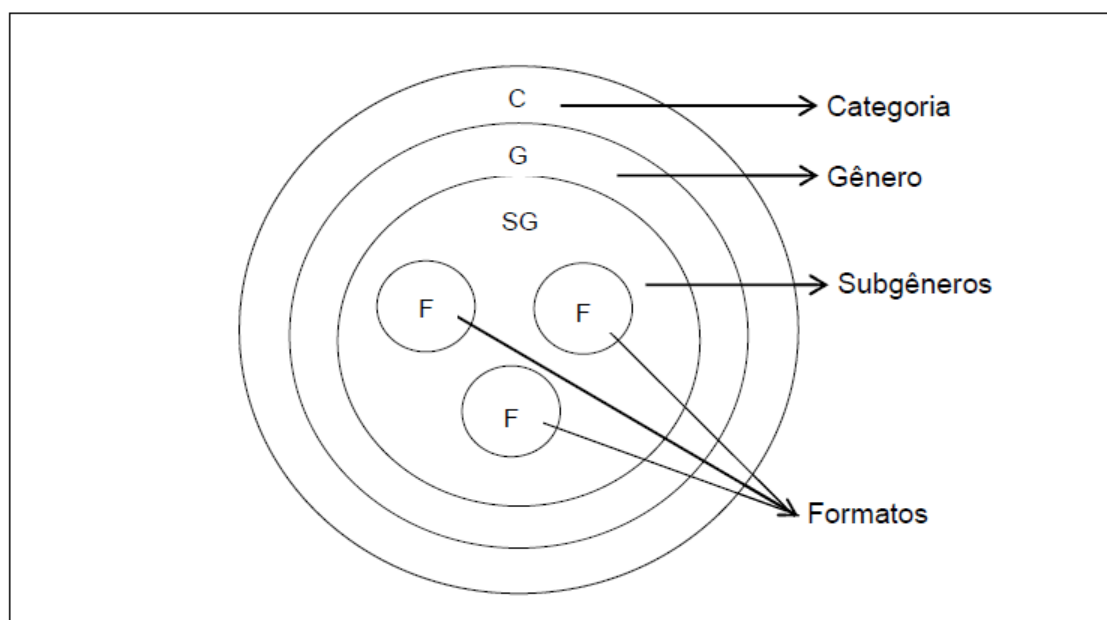 C
Categoria
G
Gênero
SG
Subgêneros
F
F
F
Formatos